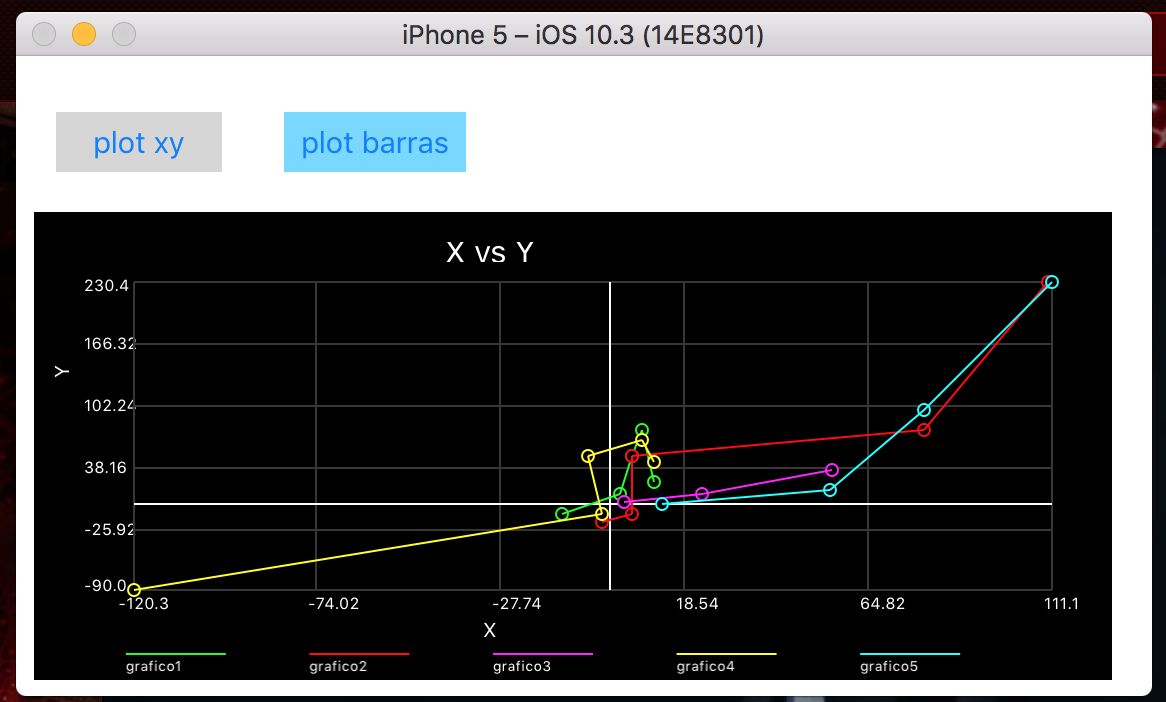 iPhone 5 – iOS 10.3 (14E8301)
plot xy
plot barras
X vs Y
230.4
166.32
102.24
38.16
-25.92
-90.0
Y
-120.3
-74.02
-27.74
18.54
64.82
111.1
X
grafico1
grafico2
grafico3
grafico4
grafico5